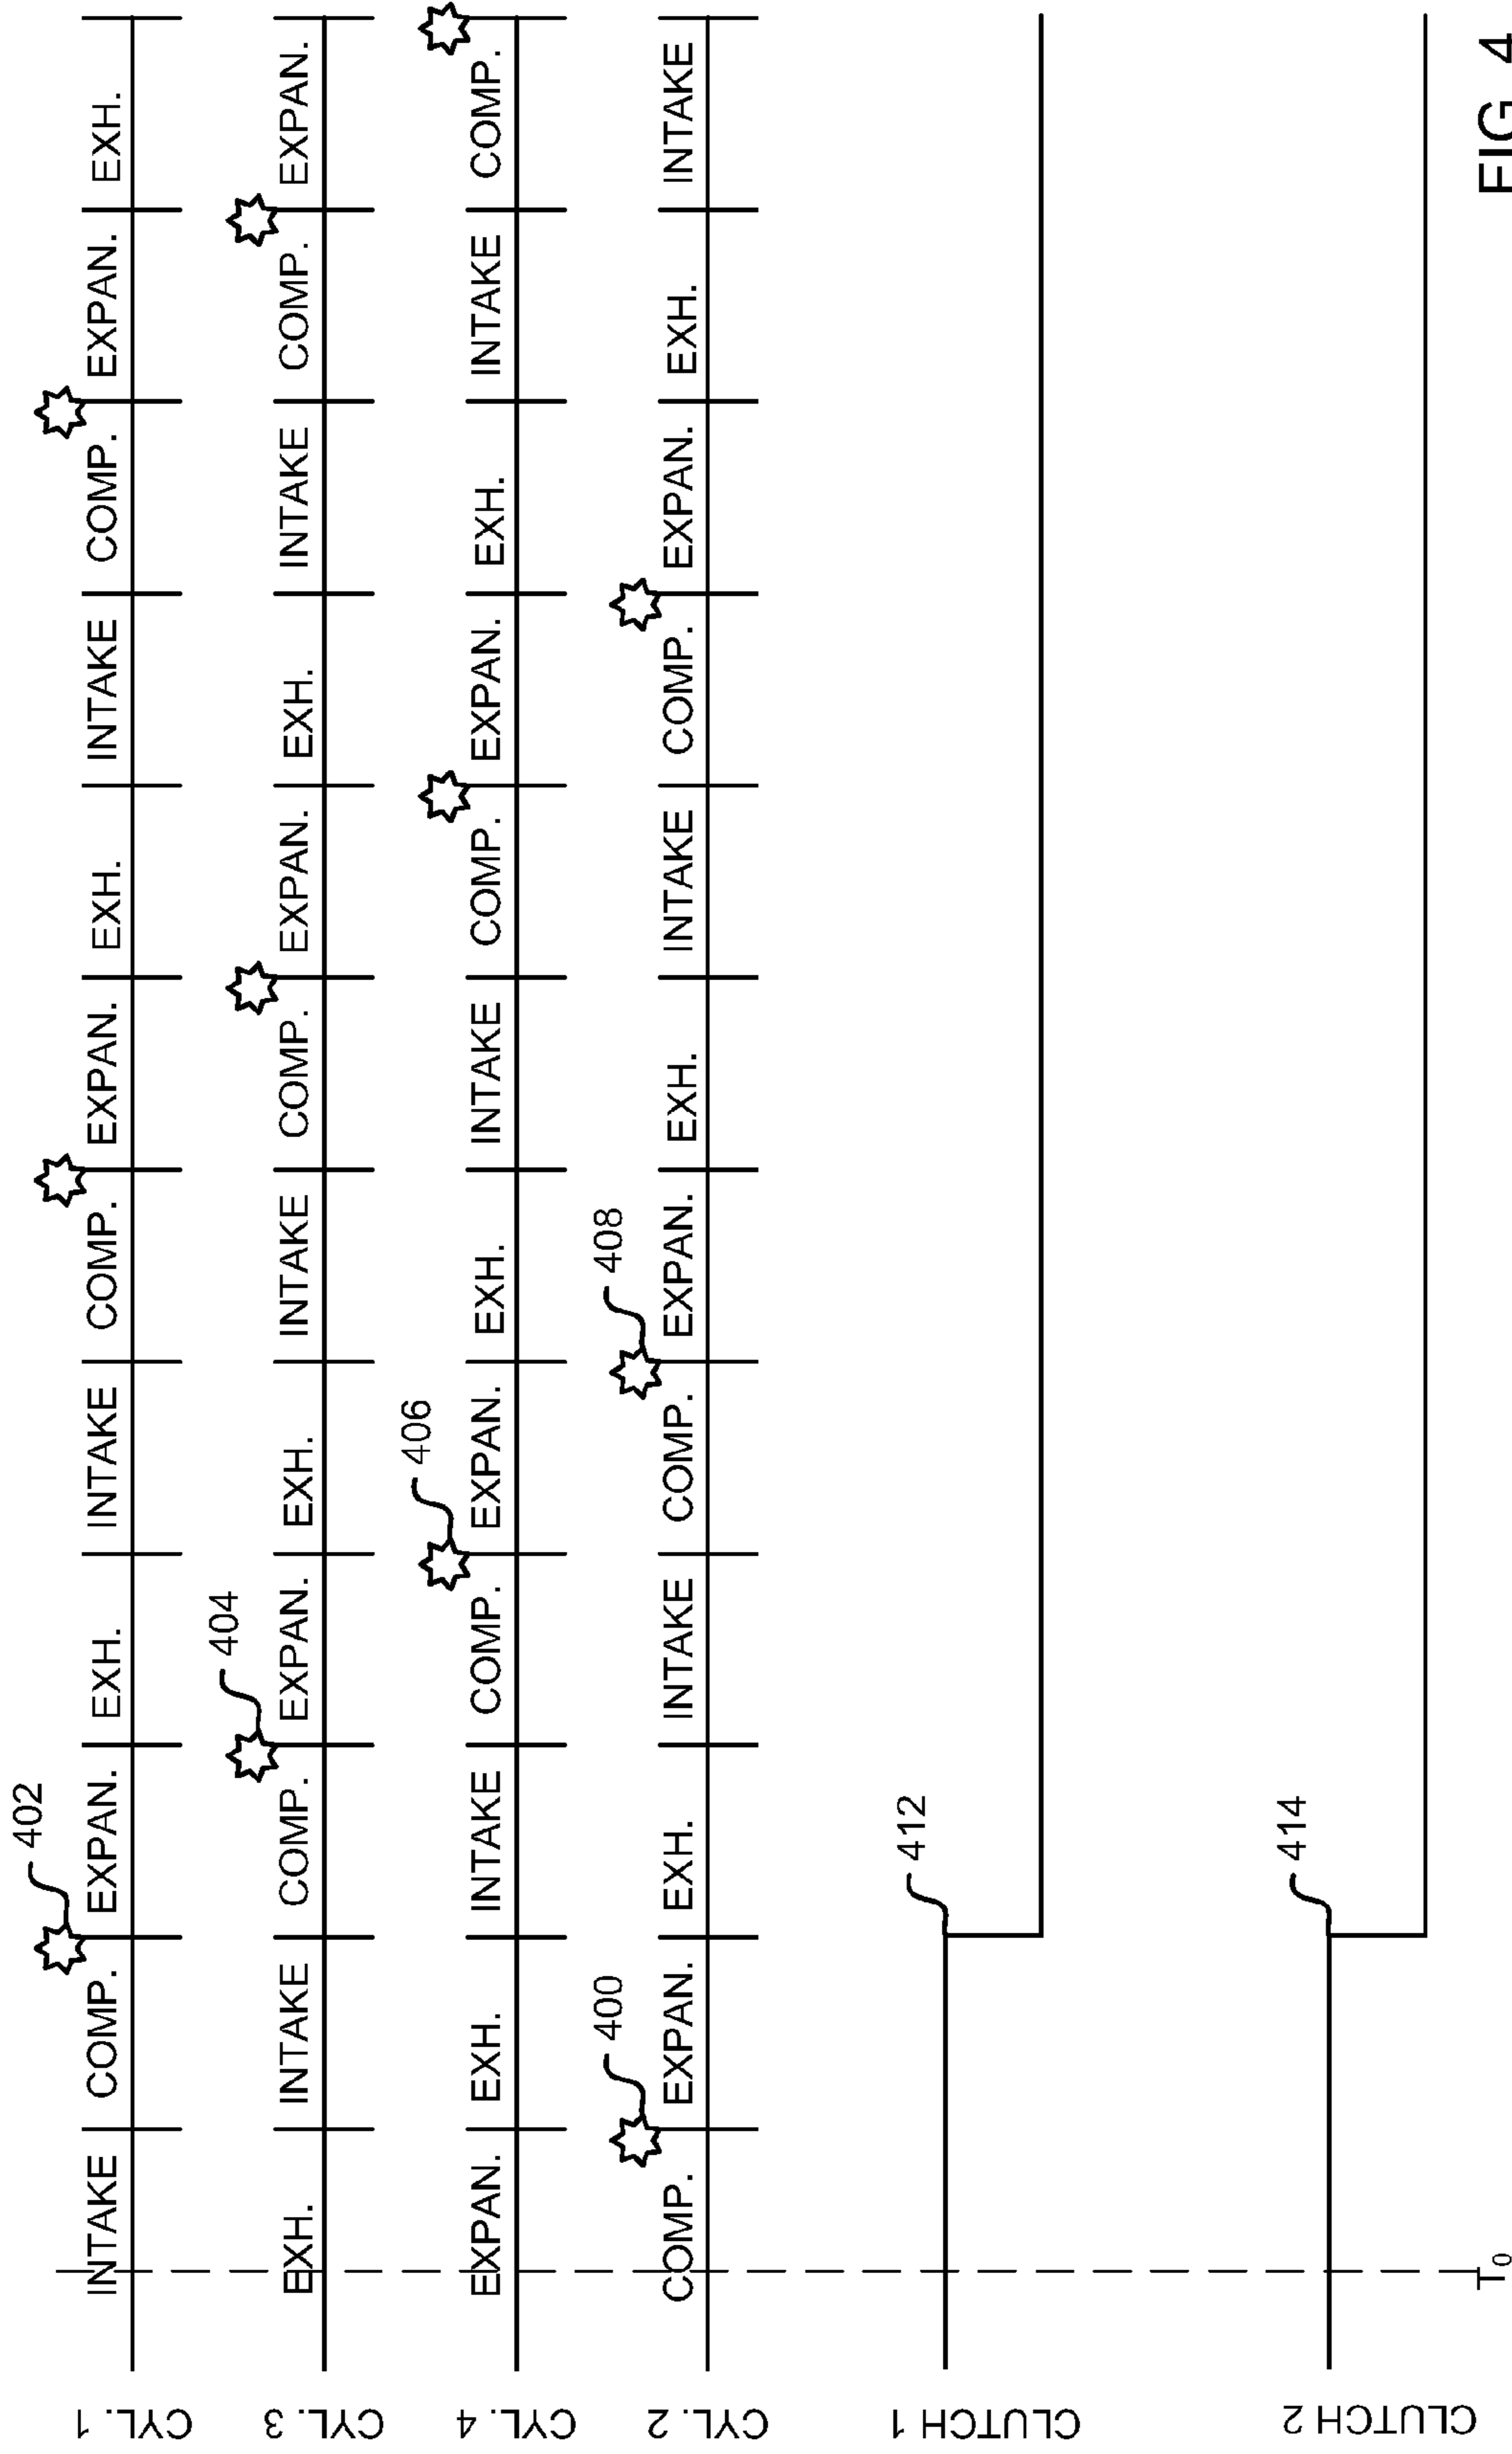 402
CYL. 1 INTAKE COMP. EXPAN. EXH. INTAKE COMP. EXPAN. EXH. INTAKE COMP. EXPAN. EXH.
404
CYL. 3 EXH. INTAKE COMP. EXPAN. EXH. INTAKE COMP. EXPAN. EXH. INTAKE COMP. EXPAN.
406
CYL. 4 EXPAN. EXH. INTAKE COMP. EXPAN. EXH. INTAKE COMP. EXPAN. EXH. INTAKE COMP.
400 408
CYL. 2 COMP. EXPAN. EXH. INTAKE COMP. EXPAN. EXH. INTAKE COMP. EXPAN. EXH. INTAKE
412
CLUTCH 1
414
CLUTCH 2
T0
FIG. 4